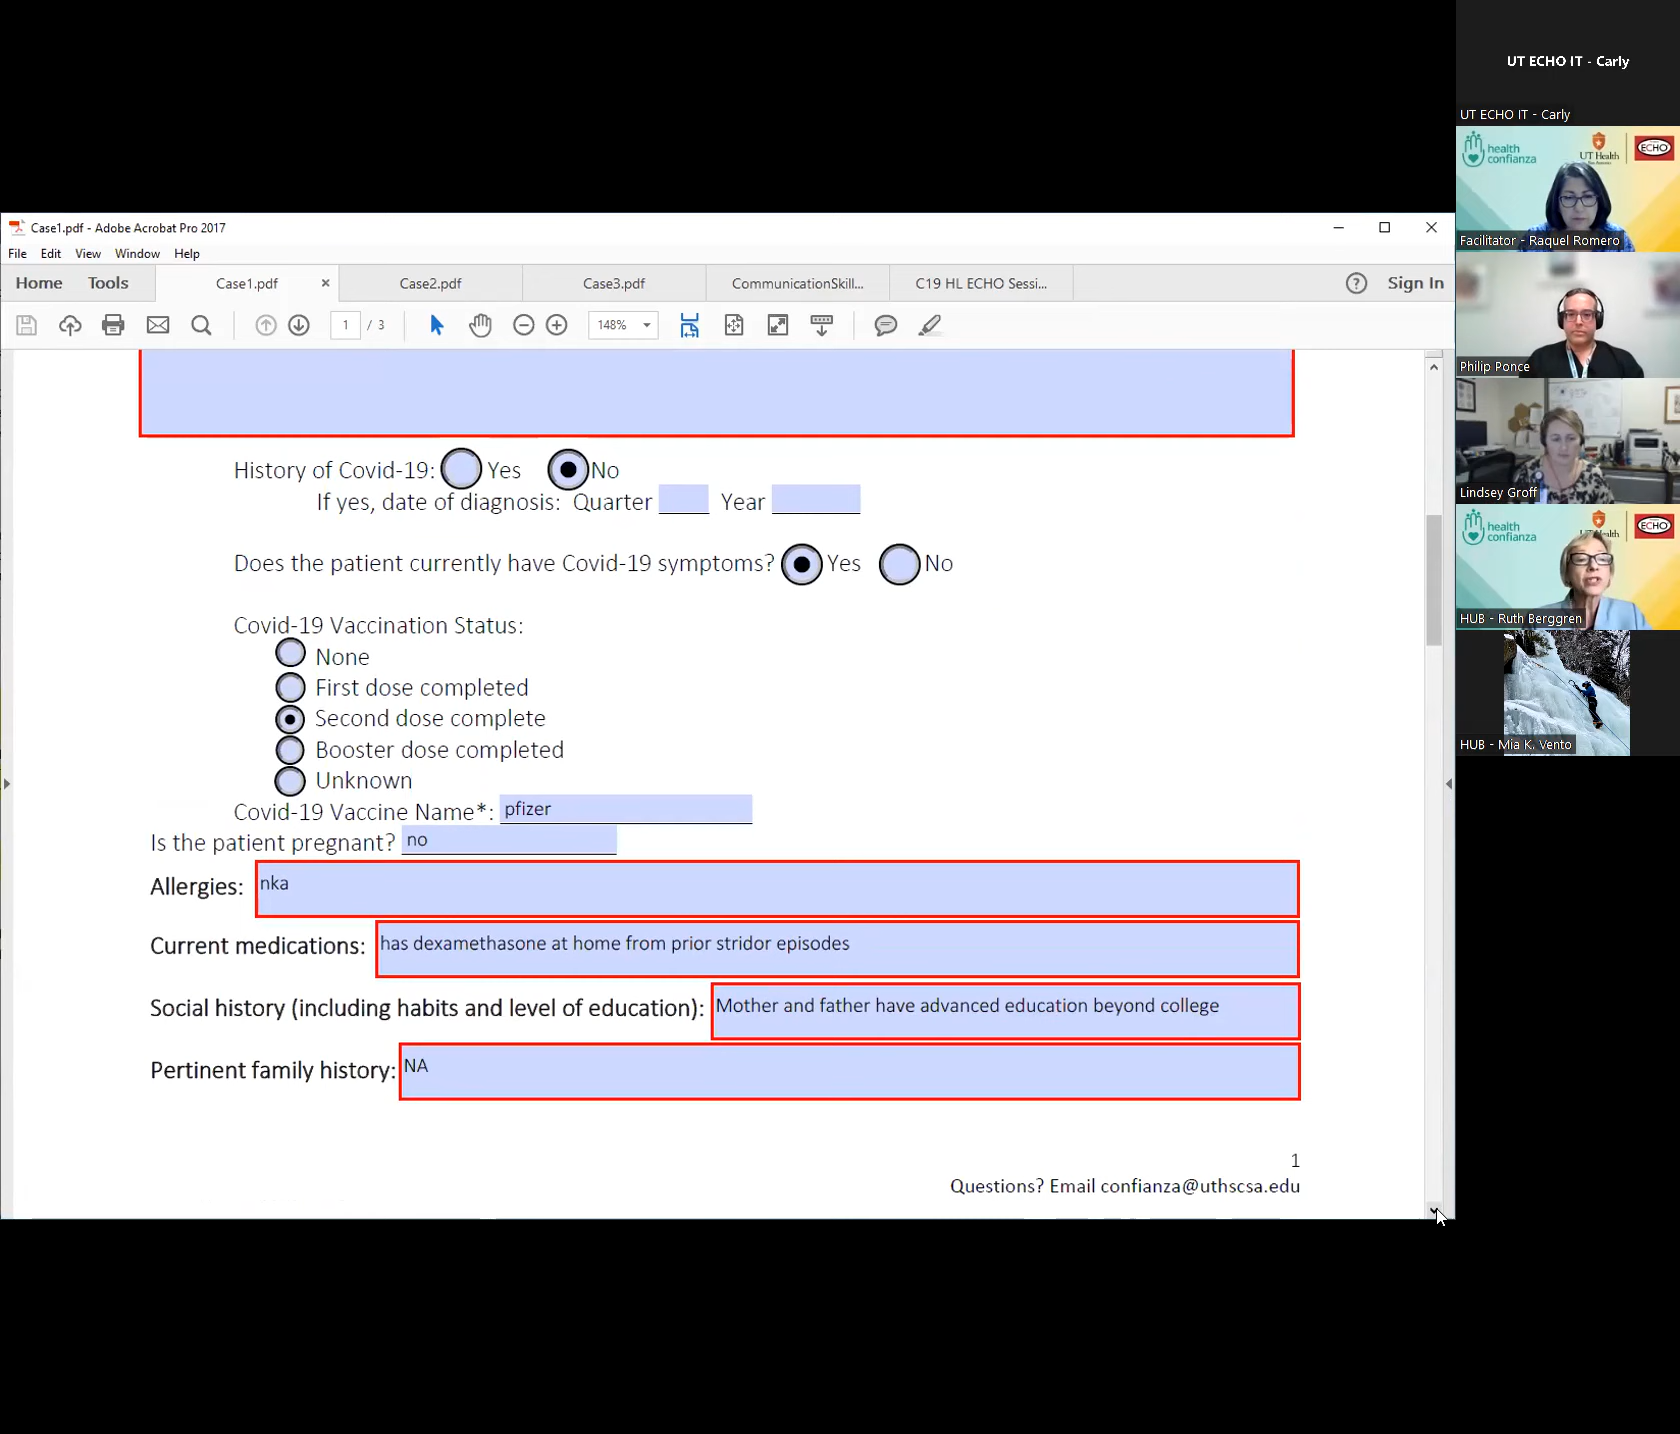 UT ECHO IT - Carly
UT ECHO IT - Carly
health confianza
UT Health
ECHO
Facilitator - Raquel Romero
Philip Ponce
Lindsey Groff
health confianza
UT Health
ECHO
HUB - Ruth Berggren
HUB - Mia K. Vento
Case1.pdf - Adobe Acrobat Pro 2017
File Edit View Window Help
Home Tools Case1.pdf × Case2.pdf Case3.pdf CommunicationSkill... C19 HL ECHO Sessi... ? Sign In
1 / 3 148%
History of Covid-19: Yes No
If yes, date of diagnosis: Quarter Year
Does the patient currently have Covid-19 symptoms? Yes No
Covid-19 Vaccination Status:
None
First dose completed
Second dose complete
Booster dose completed
Unknown
Covid-19 Vaccine Name*: pfizer
Is the patient pregnant? no
Allergies: nka
Current medications: has dexamethasone at home from prior stridor episodes
Social history (including habits and level of education): Mother and father have advanced education beyond college
Pertinent family history: NA
1
Questions? Email confianza@uthscsa.edu